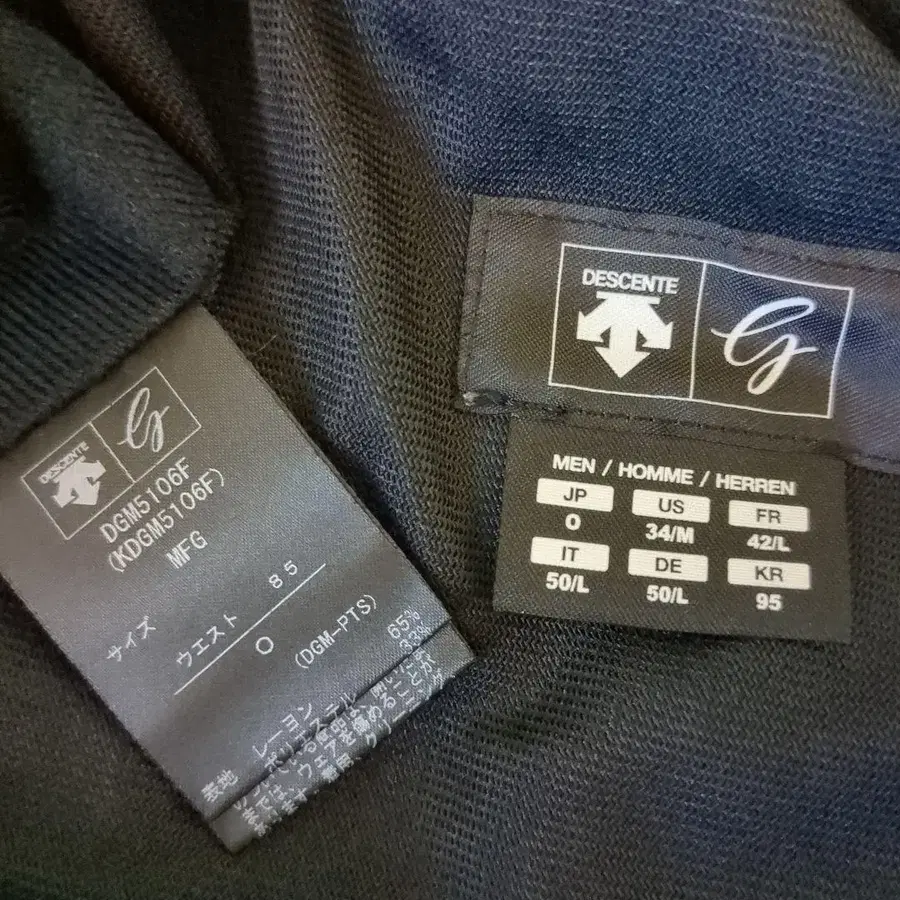 DESCENTE
G
DGM5106F
(KDGM5106F)
MFG
サイズ
ウエスト 85
O
(DGM-PTS)
表地 レーヨン 65%
ポリエステル 33%
DESCENTE
G
MEN / HOMME / HERREN
JP US FR
O 34/M 42/L
IT DE KR
50/L 50/L 95